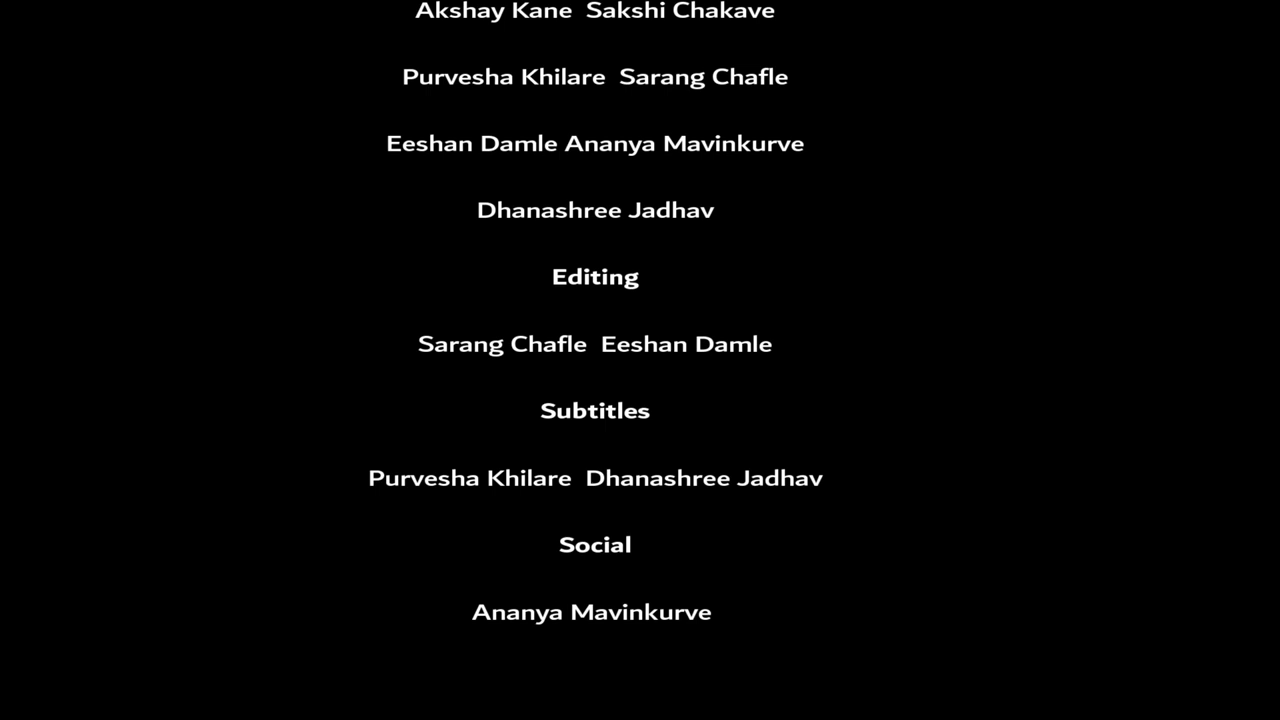 Akshay Kane  Sakshi Chakave
Purvesha Khilare  Sarang Chafle
Eeshan Damle Ananya Mavinkurve
Dhanashree Jadhav
Editing
Sarang Chafle  Eeshan Damle
Subtitles
Purvesha Khilare  Dhanashree Jadhav
Social
Ananya Mavinkurve